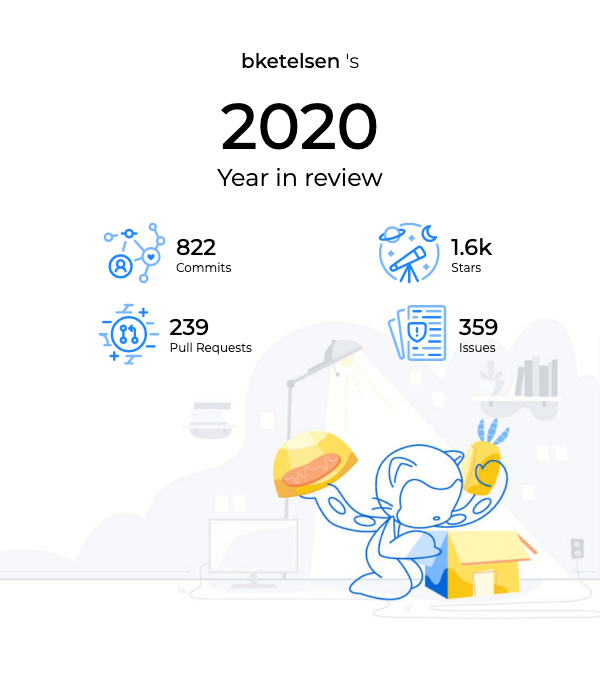 bketelsen 's
2020
Year in review
822
Commits
1.6k
Stars
239
Pull Requests
359
Issues